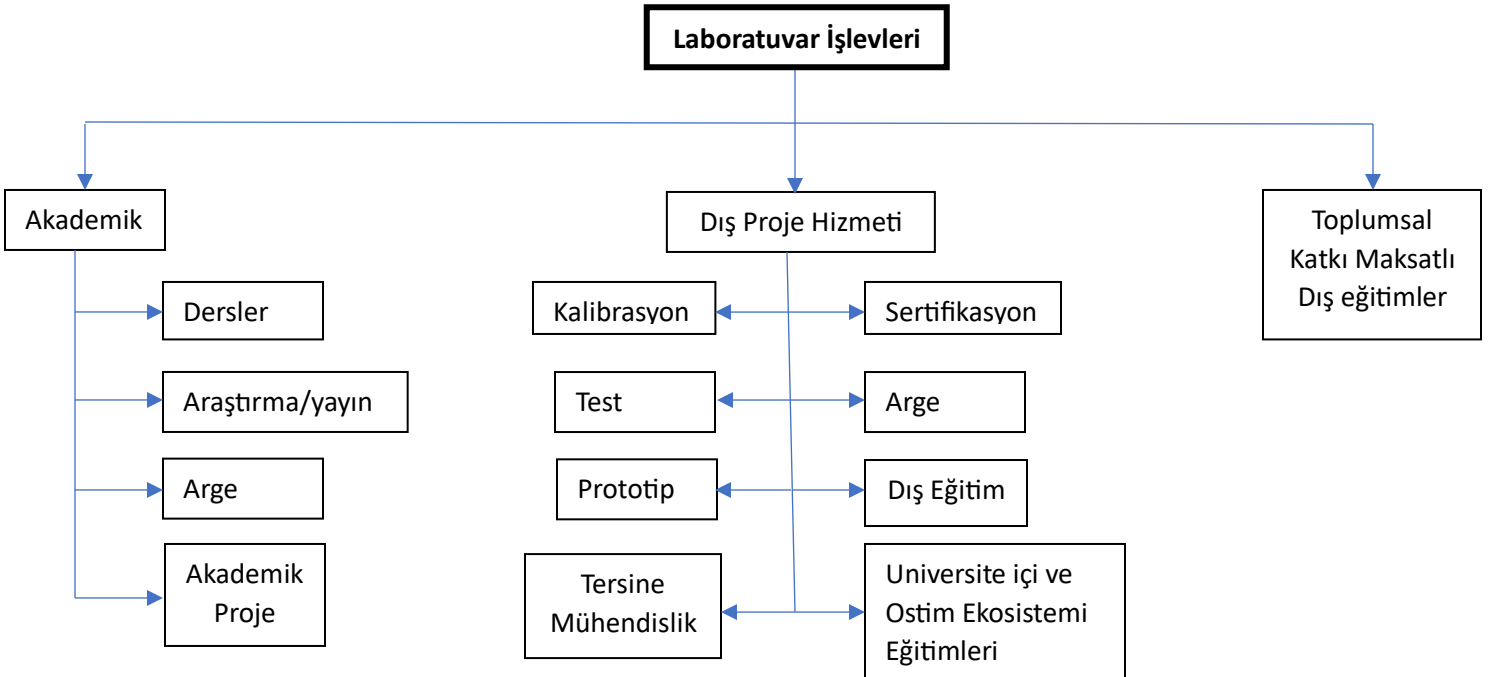 Laboratuvar İşlevleri
Akademik
Dış Proje Hizmeti
Toplumsal
Katkı Maksatlı
Dış eğitimler
Dersler
Kalibrasyon
Sertifikasyon
Araştırma/yayın
Test
Arge
Arge
Prototip
Dış Eğitim
Akademik
Proje
Tersine
Mühendislik
Universite içi ve
Ostim Ekosistemi
Eğitimleri